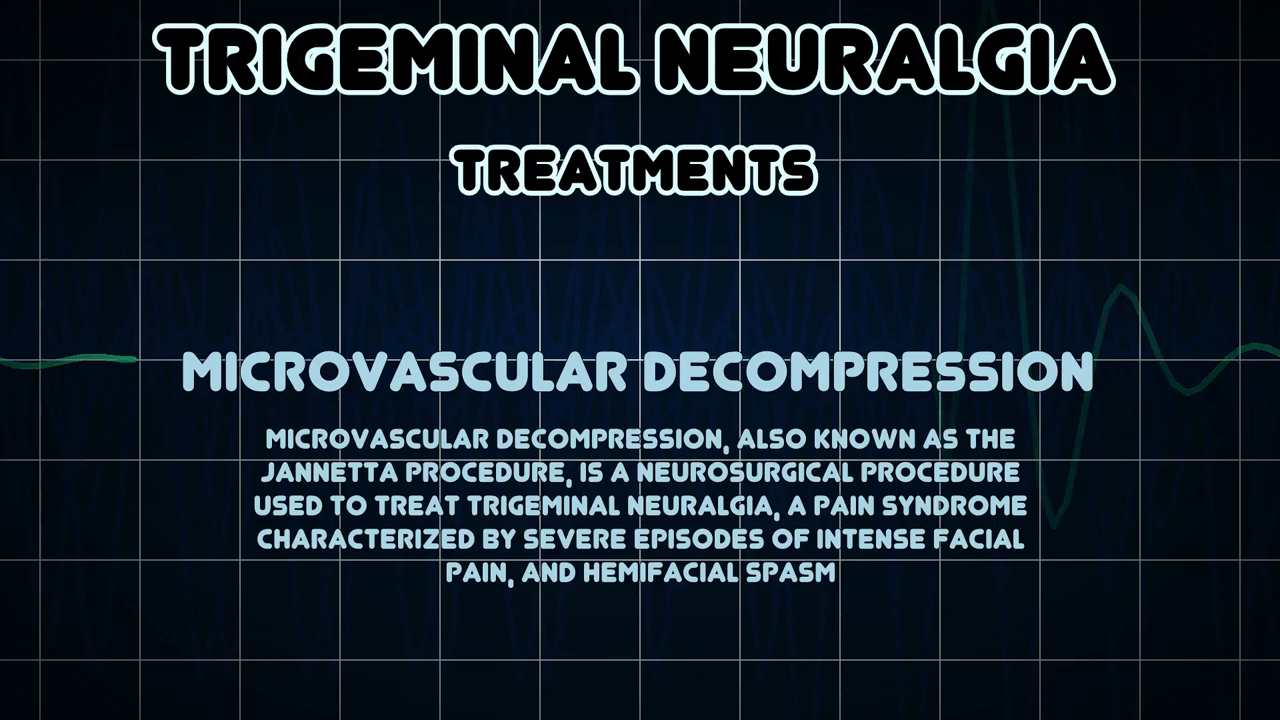 TRIGEMINAL NEURALGIA
TREATMENTS
MICROVASCULAR DECOMPRESSION
MICROVASCULAR DECOMPRESSION, ALSO KNOWN AS THE
JANNETTA PROCEDURE, IS A NEUROSURGICAL PROCEDURE
USED TO TREAT TRIGEMINAL NEURALGIA, A PAIN SYNDROME
CHARACTERIZED BY SEVERE EPISODES OF INTENSE FACIAL
PAIN, AND HEMIFACIAL SPASM